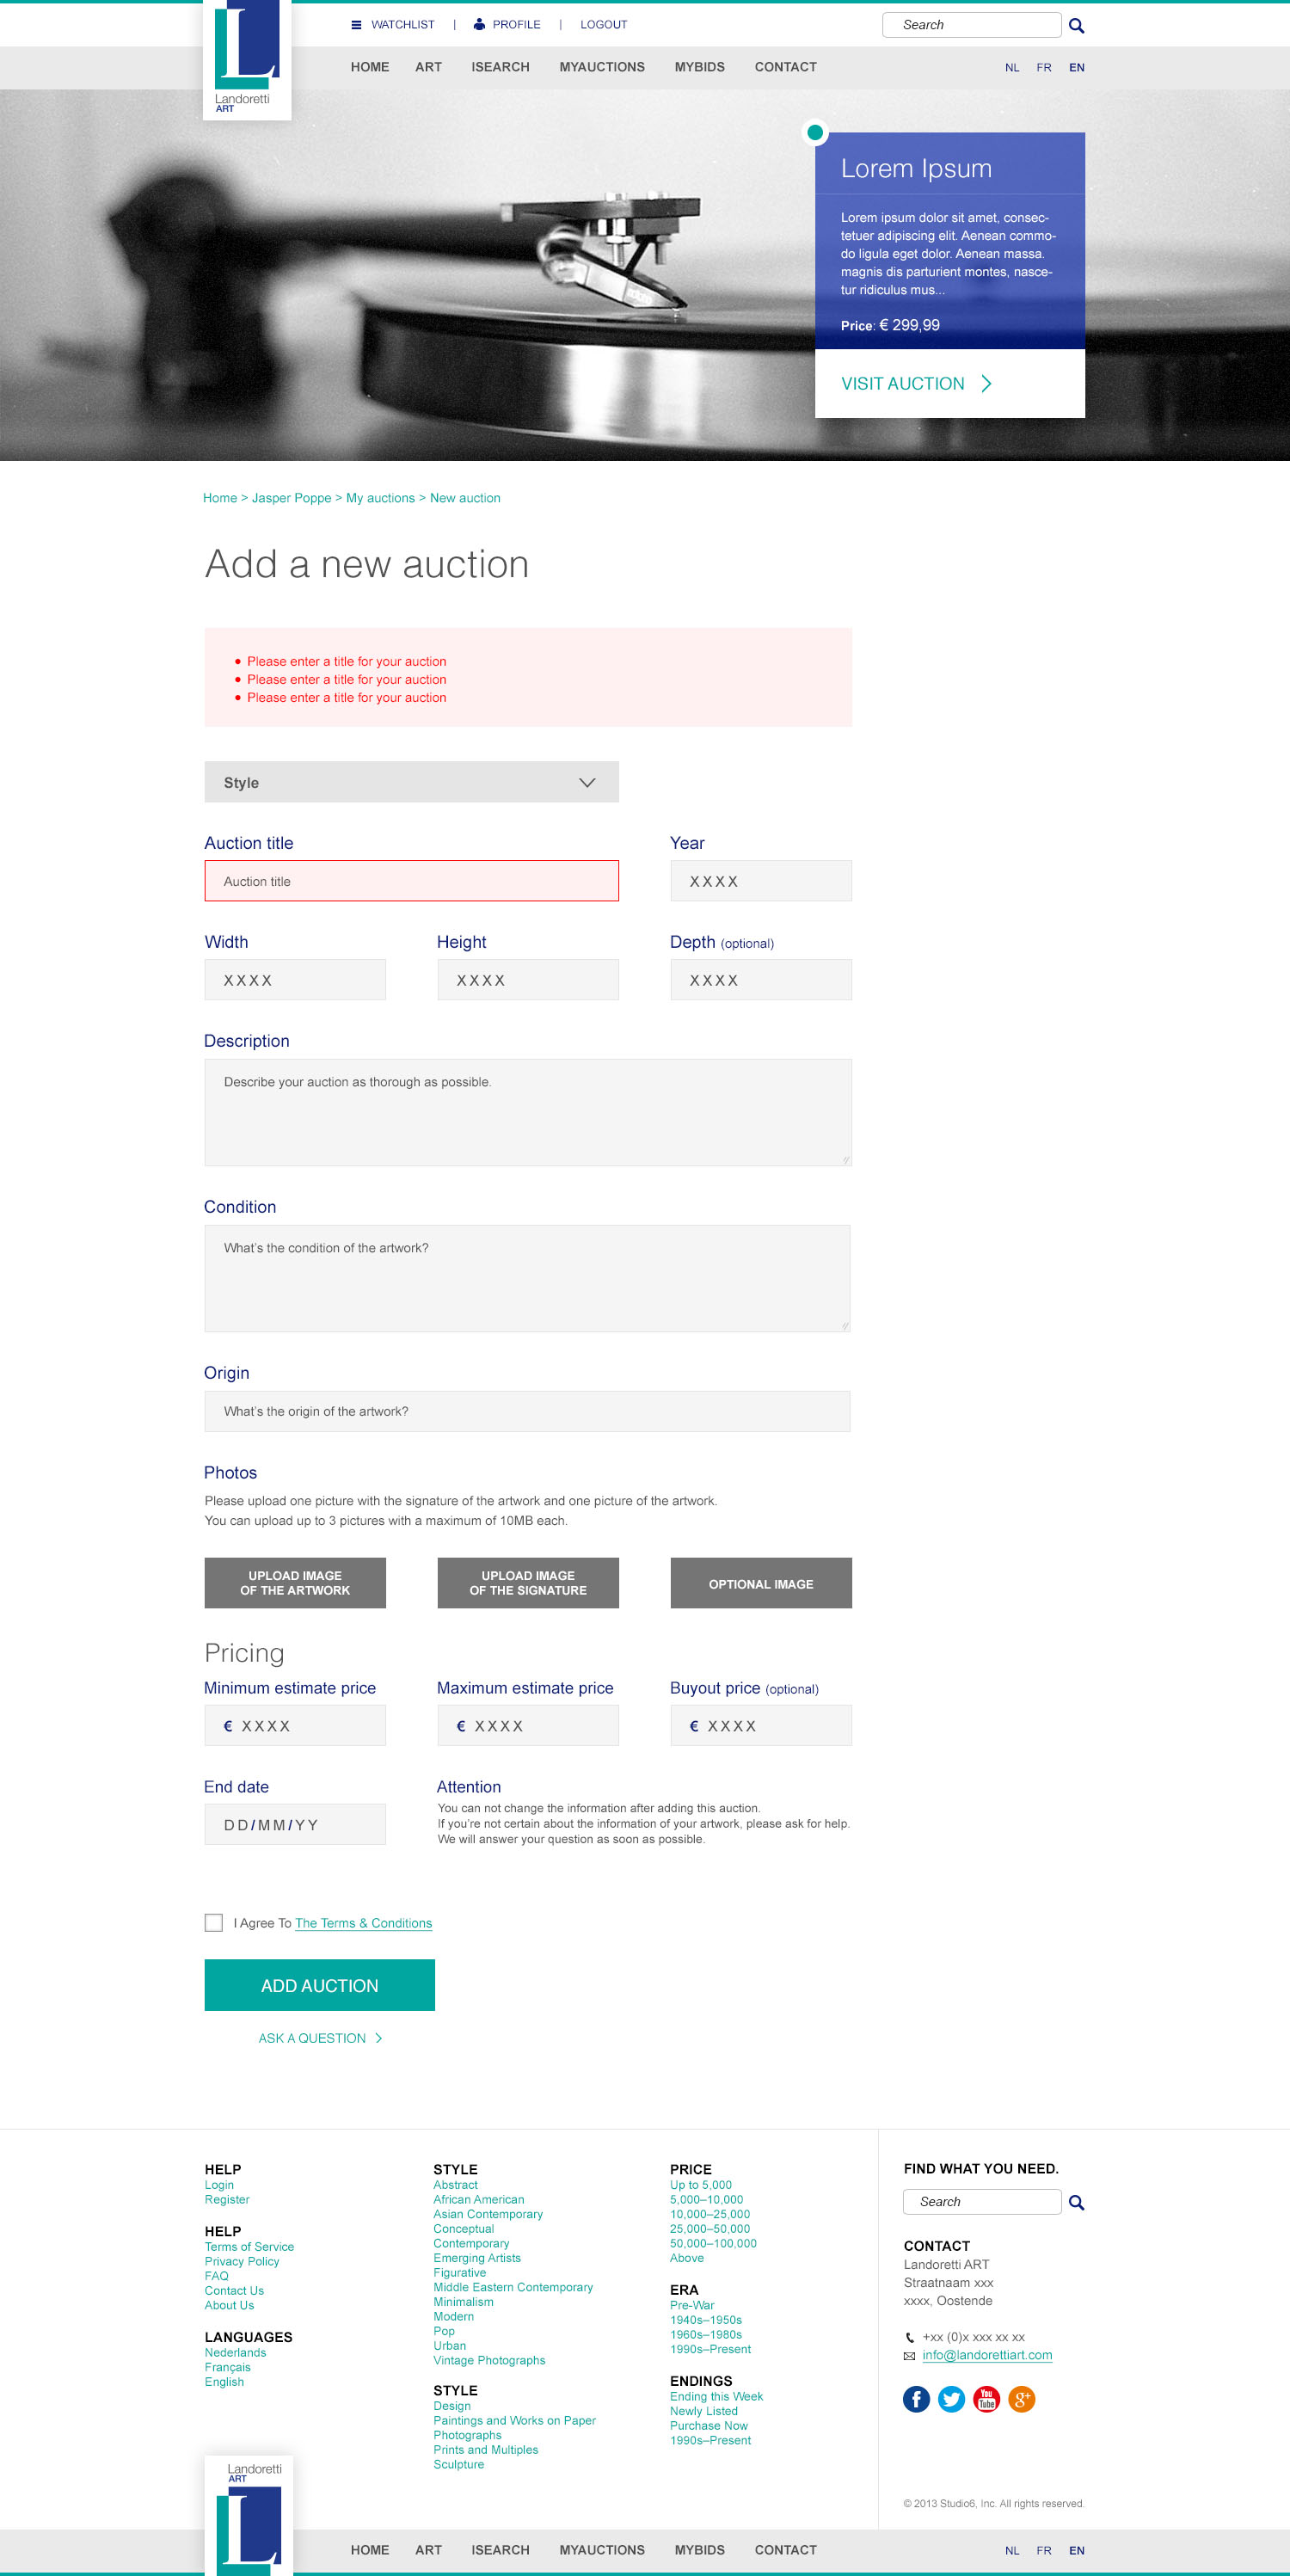 WATCHLIST | PROFILE | LOGOUT
Search
L
Landoretti
ART
HOME ART ISEARCH MYAUCTIONS MYBIDS CONTACT
NL FR EN
Lorem Ipsum
Lorem ipsum dolor sit amet, consec-
tetuer adipiscing elit. Aenean commo-
do ligula eget dolor. Aenean massa.
magnis dis parturient montes, nasce-
tur ridiculus mus...
Price: € 299,99
VISIT AUCTION
Home > Jasper Poppe > My auctions > New auction
Add a new auction
• Please enter a title for your auction
• Please enter a title for your auction
• Please enter a title for your auction
Style
Auction title
Year
Auction title
XXXX
Width
Height
Depth (optional)
XXXX
XXXX
XXXX
Description
Describe your auction as thorough as possible.
Condition
What's the condition of the artwork?
Origin
What's the origin of the artwork?
Photos
Please upload one picture with the signature of the artwork and one picture of the artwork.
You can upload up to 3 pictures with a maximum of 10MB each.
UPLOAD IMAGE
OF THE ARTWORK
UPLOAD IMAGE
OF THE SIGNATURE
OPTIONAL IMAGE
Pricing
Minimum estimate price
Maximum estimate price
Buyout price (optional)
€ XXXX
€ XXXX
€ XXXX
End date
DD/MM/YY
Attention
You can not change the information after adding this auction.
If you're not certain about the information of your artwork, please ask for help.
We will answer your question as soon as possible.
I Agree To The Terms & Conditions
ADD AUCTION
ASK A QUESTION
HELP
Login
Register
HELP
Terms of Service
Privacy Policy
FAQ
Contact Us
About Us
LANGUAGES
Nederlands
Français
English
STYLE
Abstract
African American
Asian Contemporary
Conceptual
Contemporary
Emerging Artists
Figurative
Middle Eastern Contemporary
Minimalism
Modern
Pop
Urban
Vintage Photographs
STYLE
Design
Paintings and Works on Paper
Photographs
Prints and Multiples
Sculpture
PRICE
Up to 5,000
5,000–10,000
10,000–25,000
25,000–50,000
50,000–100,000
Above
ERA
Pre-War
1940s–1950s
1960s–1980s
1990s–Present
ENDINGS
Ending this Week
Newly Listed
Purchase Now
1990s–Present
FIND WHAT YOU NEED.
Search
CONTACT
Landoretti ART
Straatnaam xxx
xxxx, Oostende
+xx (0)x xxx xx xx
info@landorettiart.com
f
You
Tube
g+
© 2013 Studio6, Inc. All rights reserved.
Landoretti
ART
L
HOME ART ISEARCH MYAUCTIONS MYBIDS CONTACT
NL FR EN